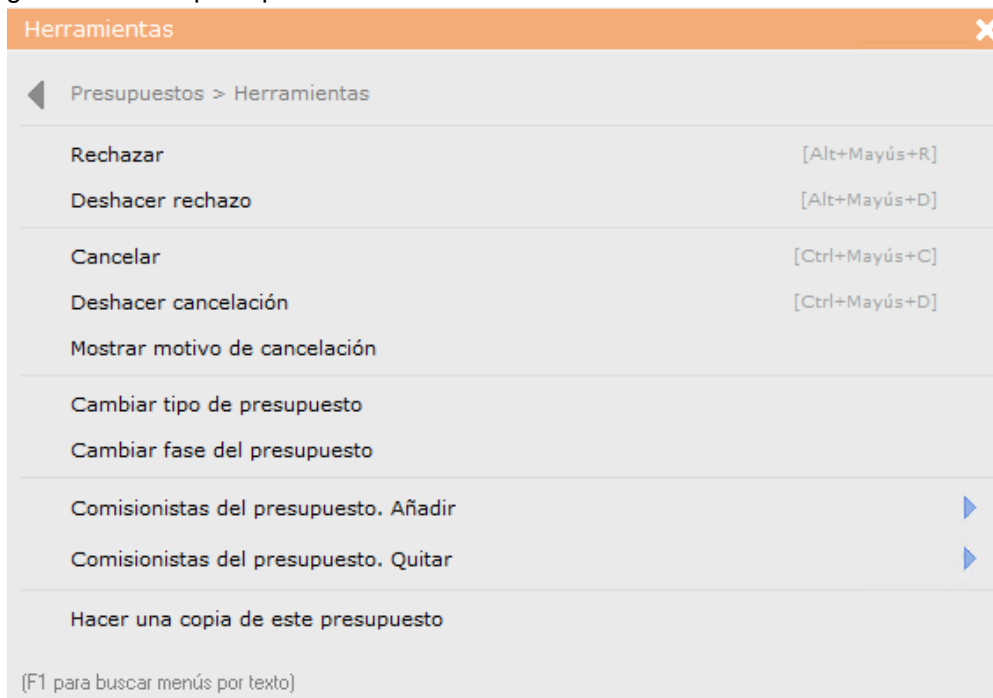 Herramientas
Presupuestos > Herramientas
Rechazar [Alt+Mayús+R]
Deshacer rechazo [Alt+Mayús+D]
Cancelar [Ctrl+Mayús+C]
Deshacer cancelación [Ctrl+Mayús+D]
Mostrar motivo de cancelación
Cambiar tipo de presupuesto
Cambiar fase del presupuesto
Comisionistas del presupuesto. Añadir
Comisionistas del presupuesto. Quitar
Hacer una copia de este presupuesto
(F1 para buscar menús por texto)